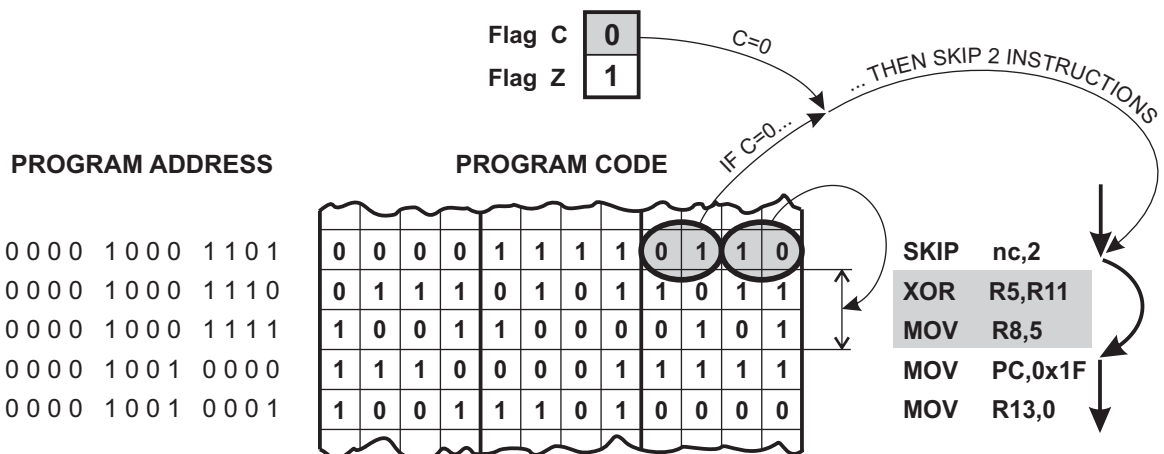 Flag C 0
Flag Z 1
C=0
IF C=0...
... THEN SKIP 2 INSTRUCTIONS
PROGRAM ADDRESS PROGRAM CODE
0000 1000 1101 0 0 0 0 1 1 1 1 0 1 1 0 SKIP nc,2
0000 1000 1110 0 1 1 1 0 1 0 1 1 0 1 1 XOR R5,R11
0000 1000 1111 1 0 0 1 1 0 0 0 0 1 0 1 MOV R8,5
0000 1001 0000 1 1 1 0 0 0 0 1 1 1 1 1 MOV PC,0x1F
0000 1001 0001 1 0 0 1 1 1 0 1 0 0 0 0 MOV R13,0